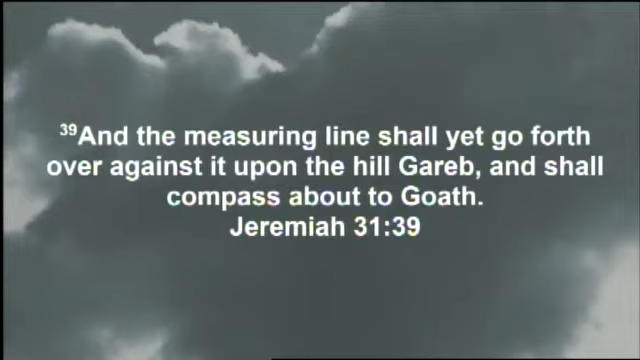 ³⁹And the measuring line shall yet go forth
over against it upon the hill Gareb, and shall
compass about to Goath.
Jeremiah 31:39